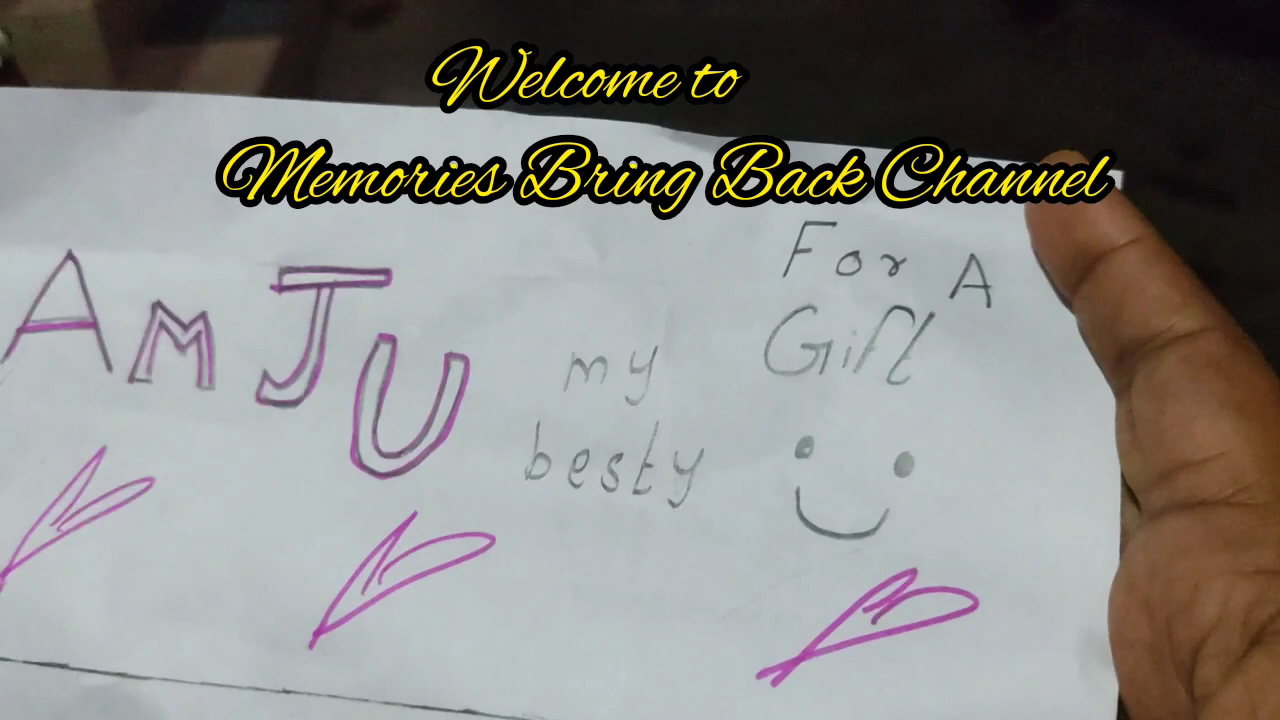 Welcome to
Memories Bring Back Channel
AmJU
my
besty
For A
Gift